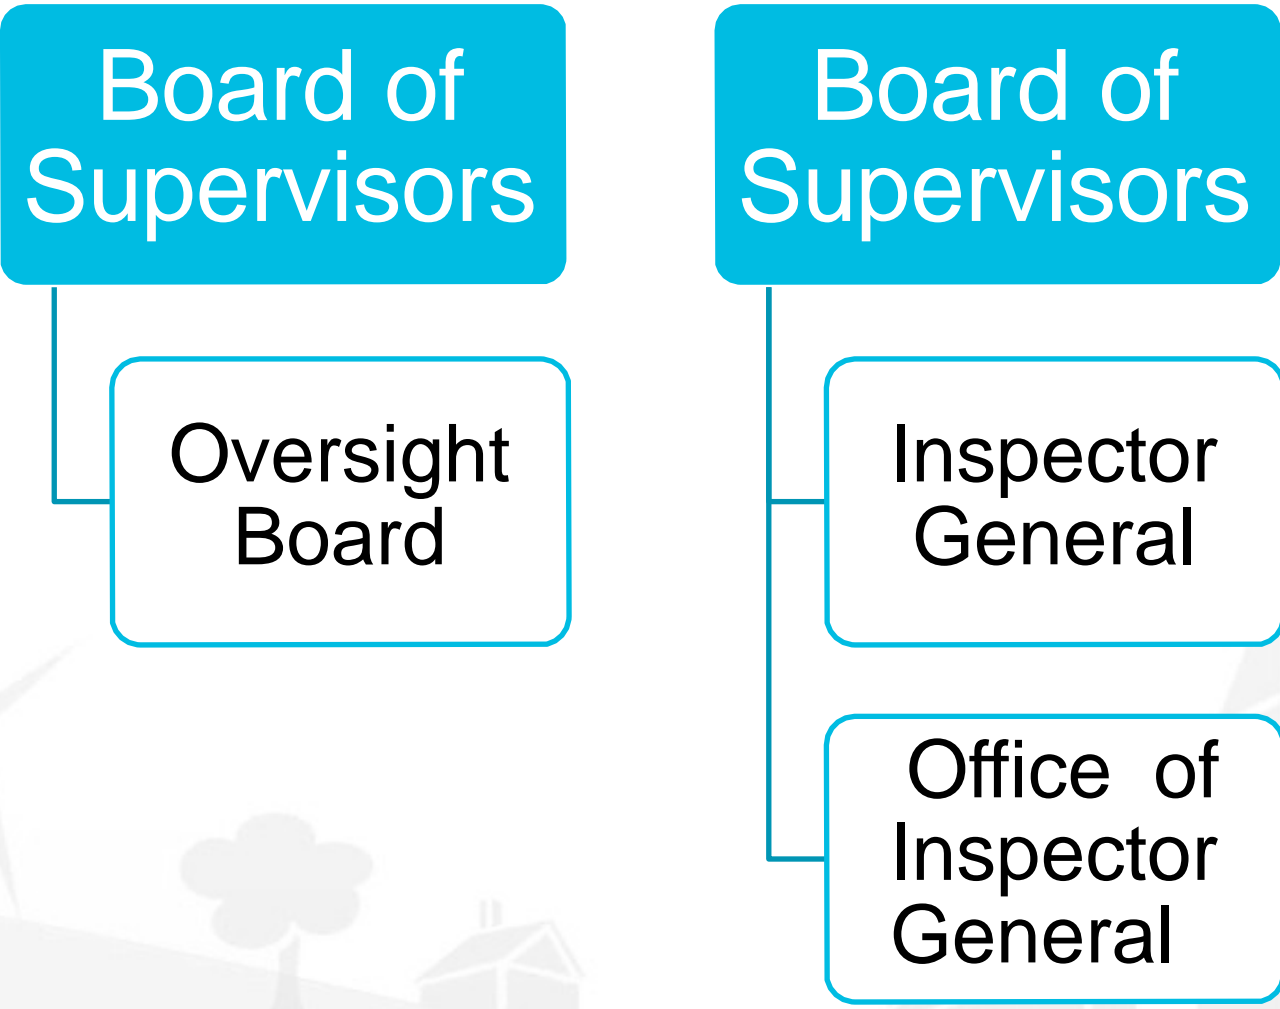 Board of
Supervisors
Oversight
Board
Board of
Supervisors
Inspector
General
Office of
Inspector
General